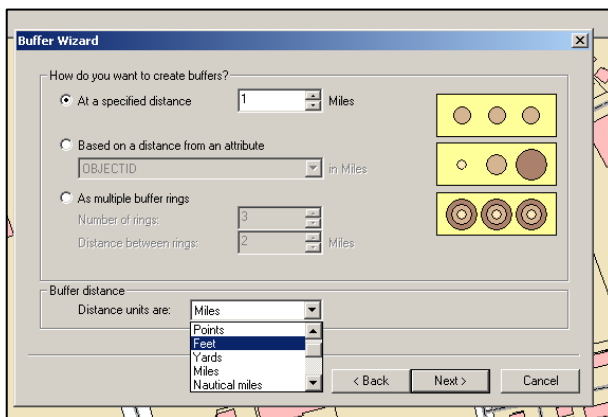 Buffer Wizard
How do you want to create buffers?
At a specified distance 1 Miles
Based on a distance from an attribute
OBJECTID in Miles
As multiple buffer rings
Number of rings: 3
Distance between rings: 2 Miles
Buffer distance
Distance units are: Miles
Points
Feet
Yards
Miles
Nautical miles
< Back Next > Cancel